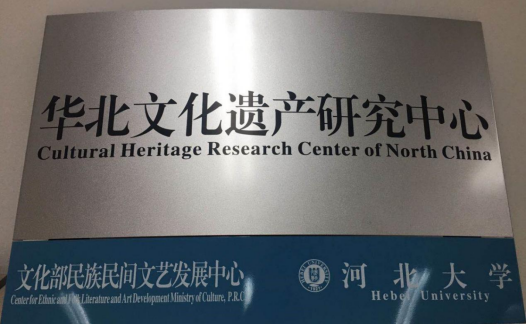 华北文化遗产研究中心
Cultural Heritage Research Center of North China
文化部民族民间文艺发展中心
Center for Ethnic and Folk Literature and Art Development Ministry of Culture, P.R.C
河北大学
Hebei University